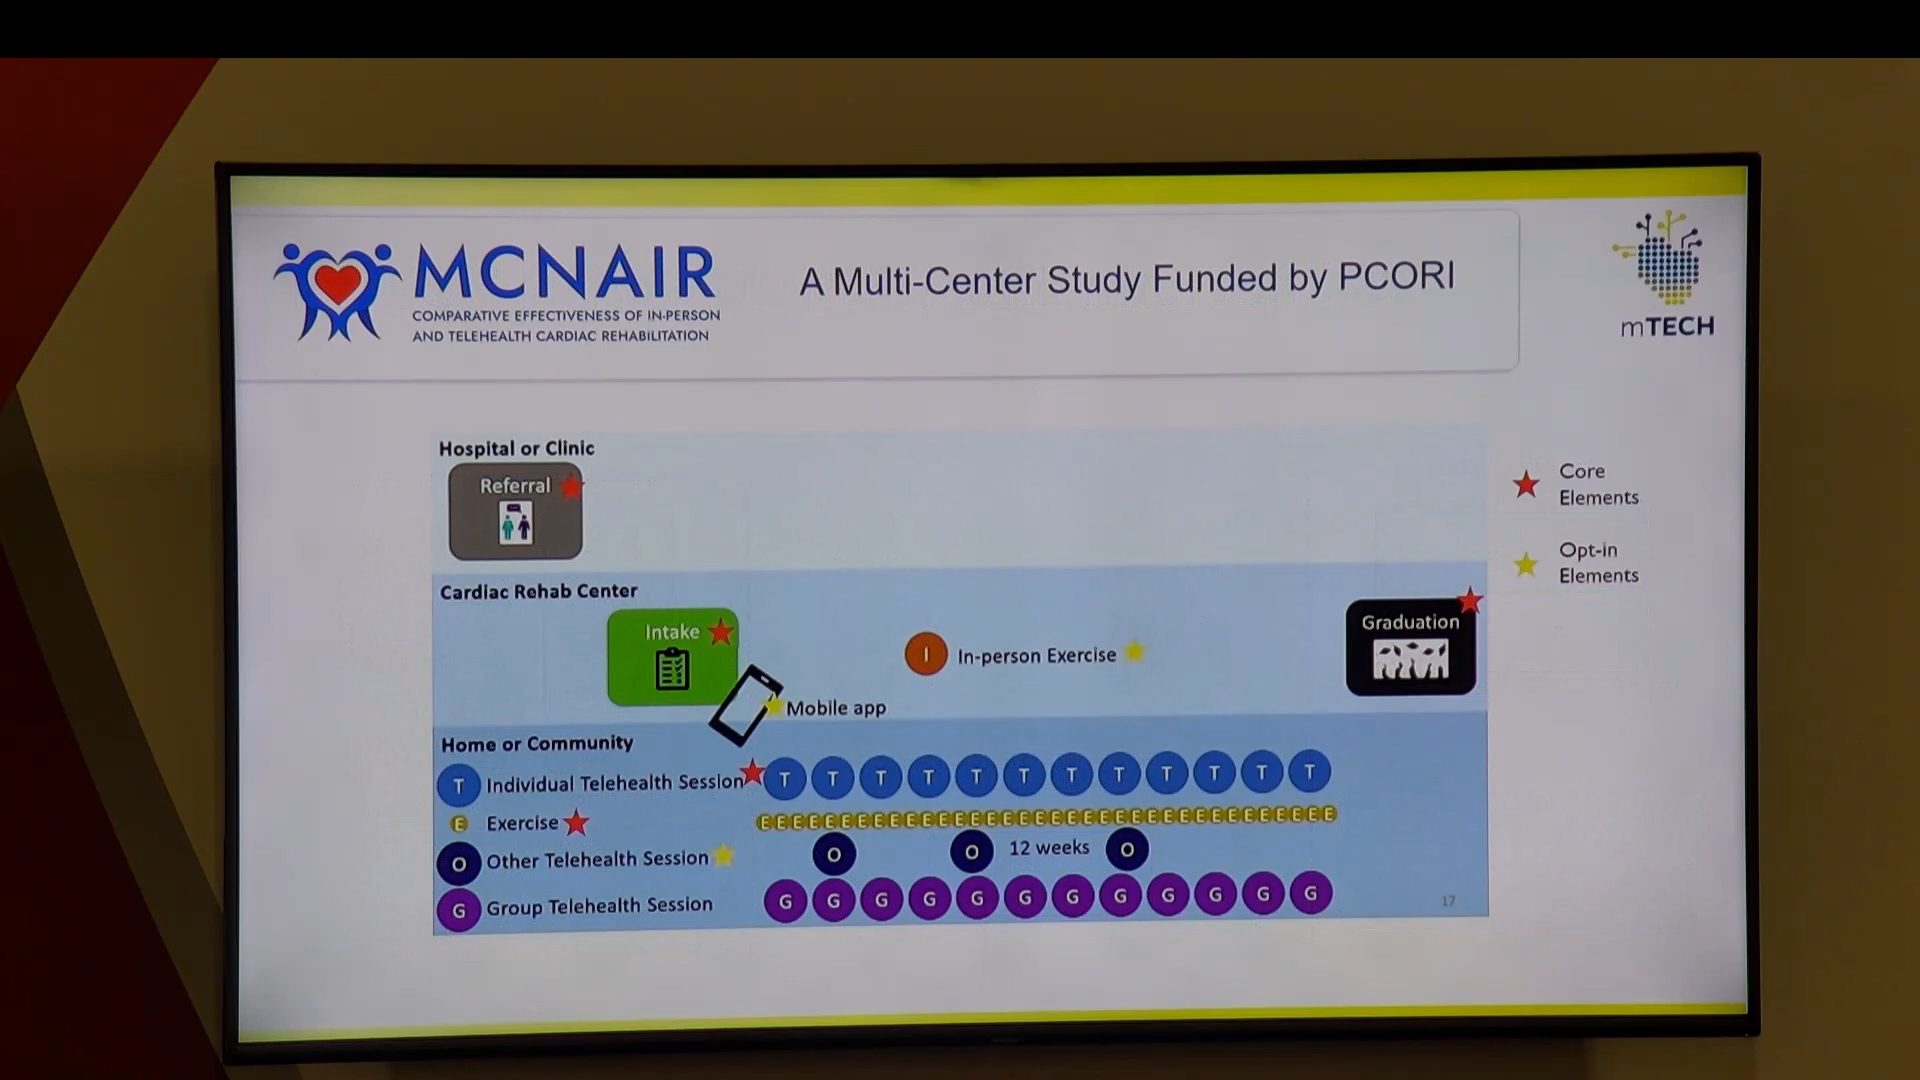 MCNAIR
COMPARATIVE EFFECTIVENESS OF IN-PERSON
AND TELEHEALTH CARDIAC REHABILITATION
A Multi-Center Study Funded by PCORI
mTECH
Hospital or Clinic
Referral
Core
Elements
Opt-in
Elements
Cardiac Rehab Center
Intake
I In-person Exercise
Graduation
Mobile app
Home or Community
T Individual Telehealth Session T T T T T T T T T T T T
E Exercise E E E E E E E E E E E E E E E E E E E E E E E E E E E E E E E E E E E E
O Other Telehealth Session O O 12 weeks O
G Group Telehealth Session G G G G G G G G G G G G
17